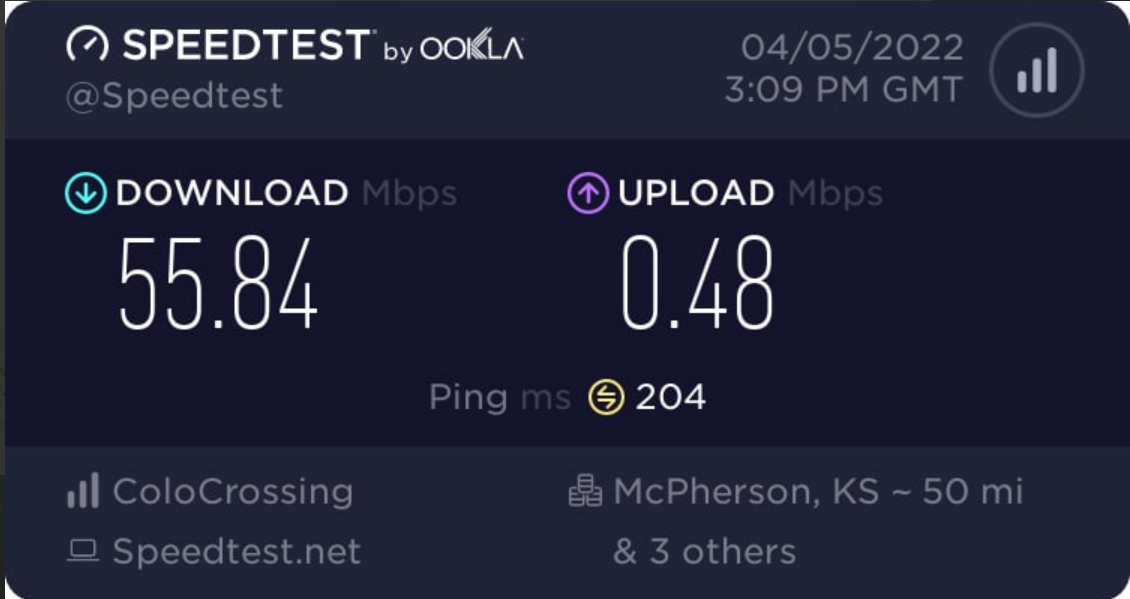 SPEEDTEST® by OOKLA
@Speedtest
04/05/2022
3:09 PM GMT
DOWNLOAD Mbps
55.84
UPLOAD Mbps
0.48
Ping ms 204
ColoCrossing
Speedtest.net
McPherson, KS ~ 50 mi
& 3 others